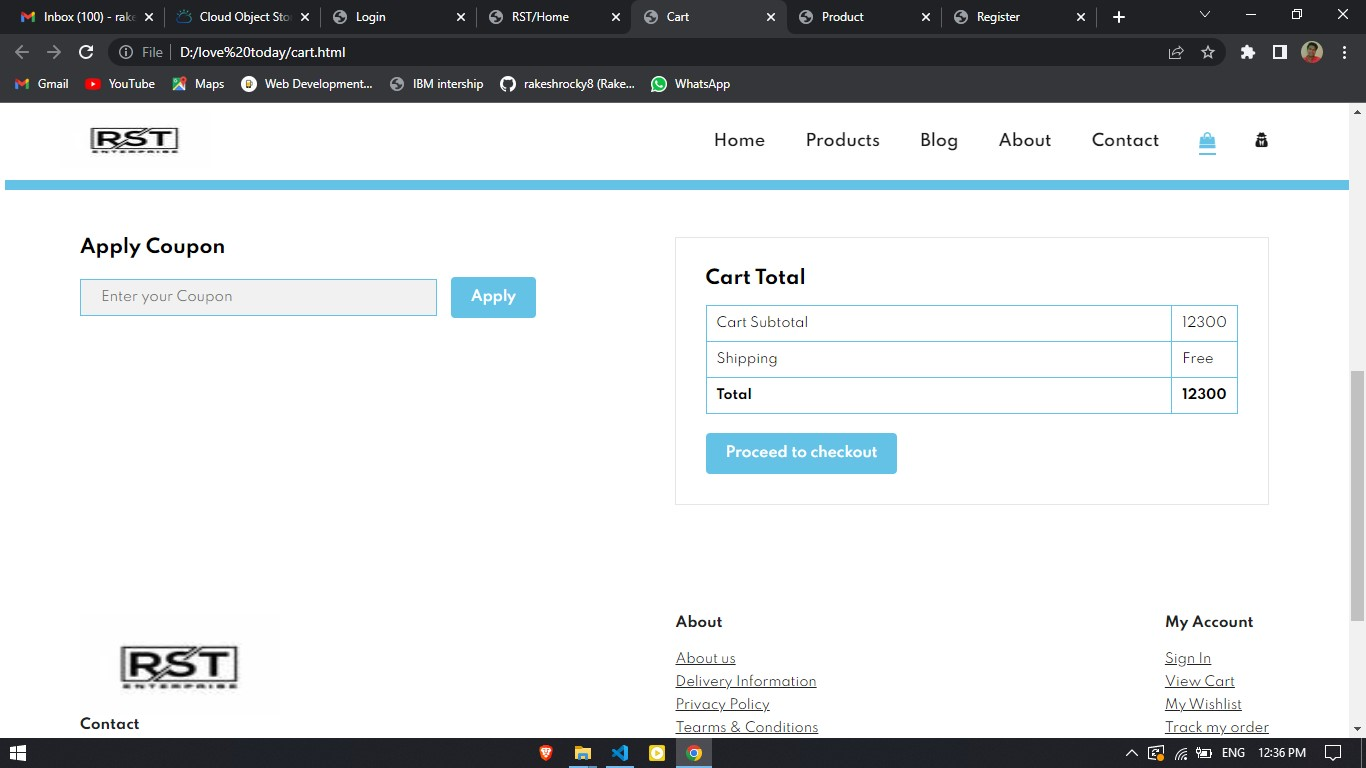 Inbox (100) - rake
Cloud Object Sto
Login
RST/Home
Cart
Product
Register
File
D:/love%20today/cart.html
Gmail
YouTube
Maps
Web Development...
IBM intership
rakeshrocky8 (Rake...
WhatsApp
RST
ENTERPRISE
Home
Products
Blog
About
Contact
Apply Coupon
Enter your Coupon
Apply
Cart Total
Cart Subtotal 12300
Shipping Free
Total 12300
Proceed to checkout
RST
ENTERPRISE
Contact
About
About us
Delivery Information
Privacy Policy
Tearms & Conditions
My Account
Sign In
View Cart
My Wishlist
Track my order
ENG
12:36 PM